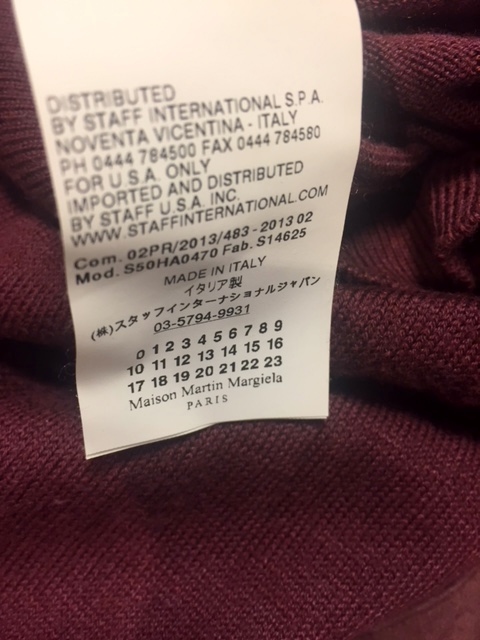 DISTRIBUTED
BY STAFF INTERNATIONAL S.P.A.
NOVENTA VICENTINA - ITALY
PH 0444 784500 FAX 0444 784580
FOR U.S.A. ONLY
IMPORTED AND DISTRIBUTED
BY STAFF U.S.A. INC.
WWW.STAFFINTERNATIONAL.COM
Com. 02PR/2013/483 - 2013 02
Mod. S50HA0470 Fab. S14625
MADE IN ITALY
イタリア製
(株)スタッフインターナショナルジャパン
03-5794-9931
0 1 2 3 4 5 6 7 8 9
10 11 12 13 14 15 16
17 18 19 20 21 22 23
Maison Martin Margiela
PARIS